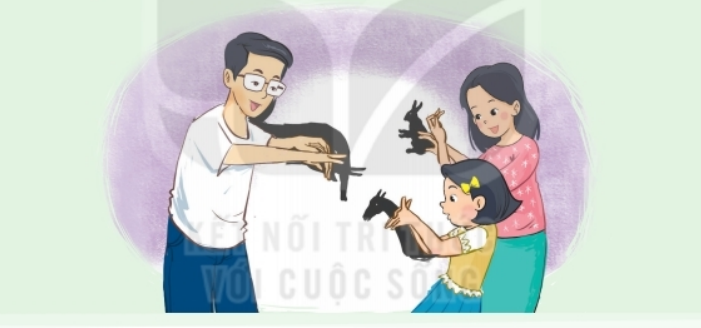 KẾT NỐI TRI THỨC
VỚI CUỘC SỐNG